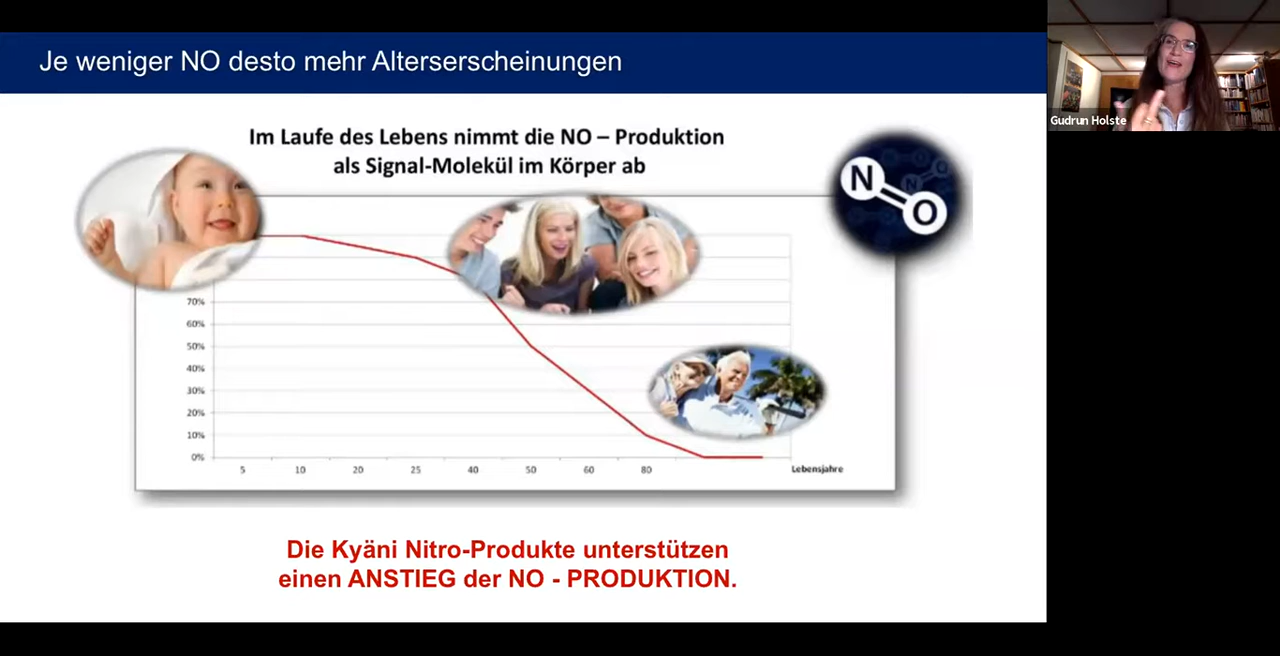 Je weniger NO desto mehr Alterserscheinungen
Gudrun Holste
Im Laufe des Lebens nimmt die NO – Produktion
als Signal-Molekül im Körper ab
N
O
70%
60%
50%
40%
30%
20%
10%
0%
5 10 20 25 40 50 60 80 Lebensjahre
Die Kyäni Nitro-Produkte unterstützen
einen ANSTIEG der NO - PRODUKTION.